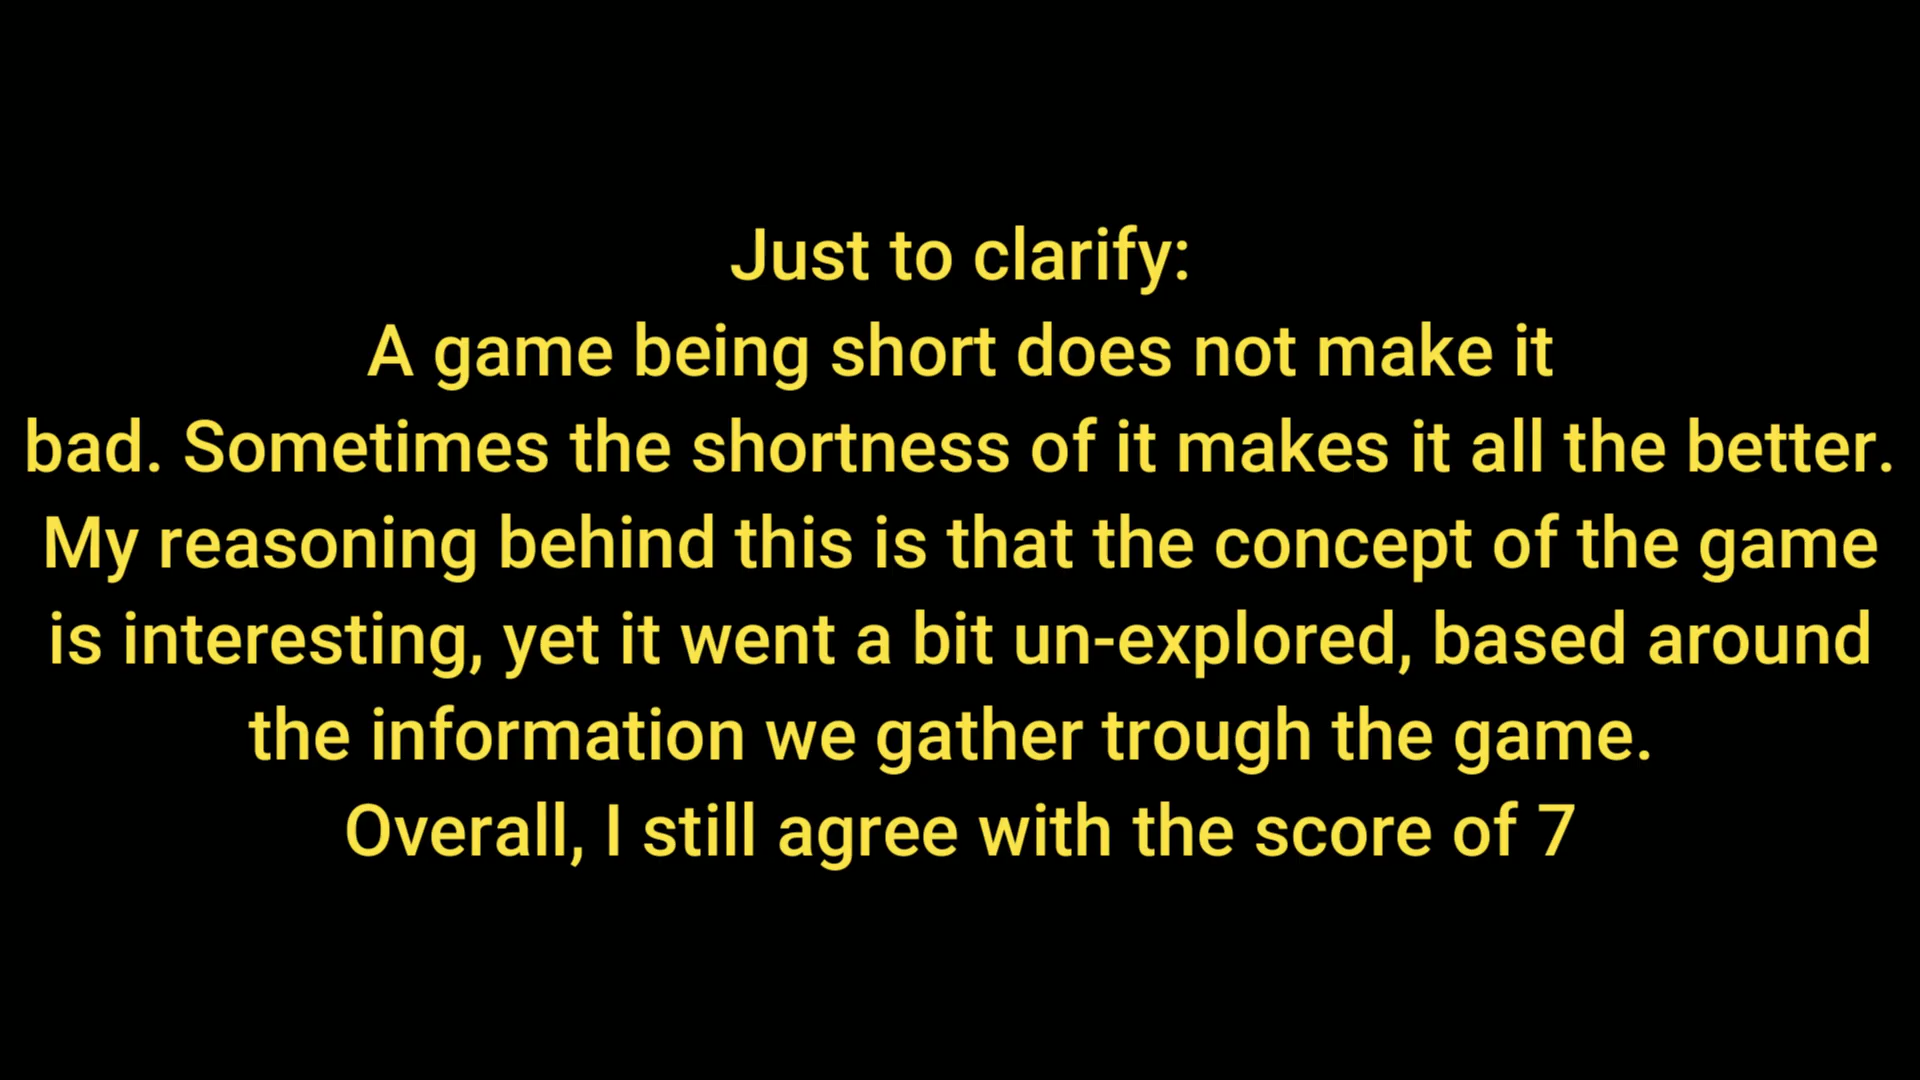 Just to clarify:
A game being short does not make it
bad. Sometimes the shortness of it makes it all the better.
My reasoning behind this is that the concept of the game
is interesting, yet it went a bit un-explored, based around
the information we gather trough the game.
Overall, I still agree with the score of 7